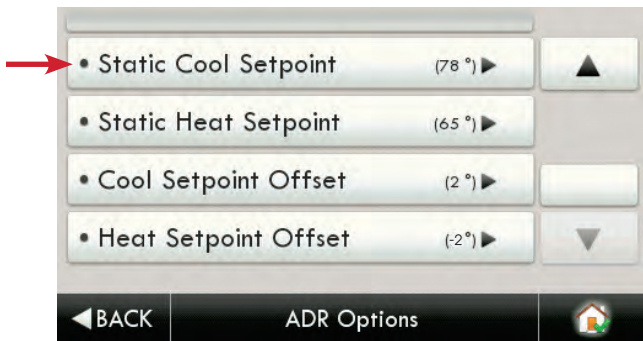 • Static Cool Setpoint (78 °) ▶
• Static Heat Setpoint (65 °) ▶
• Cool Setpoint Offset (2 °) ▶
• Heat Setpoint Offset (-2°) ▶
◀BACK ADR Options